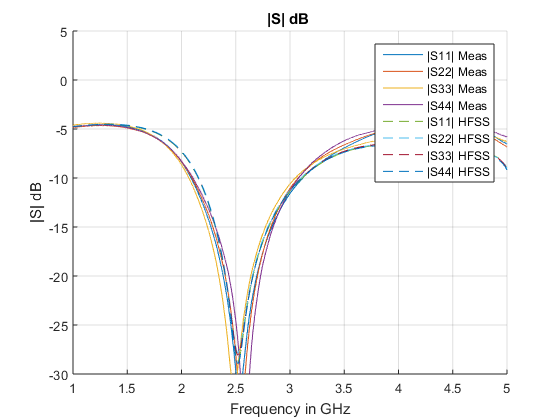 |S| dB
|S| dB
5
0
-5
-10
-15
-20
-25
-30
|S11| Meas
|S22| Meas
|S33| Meas
|S44| Meas
|S11| HFSS
|S22| HFSS
|S33| HFSS
|S44| HFSS
1
1.5
2
2.5
3
3.5
4
4.5
5
Frequency in GHz